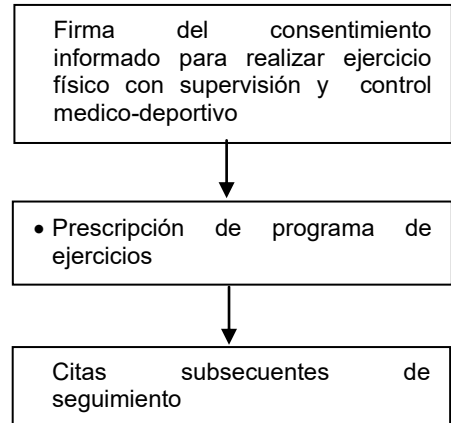 Firma del consentimiento
informado para realizar ejercicio
físico con supervisión y control
medico-deportivo
• Prescripción de programa de
ejercicios
Citas subsecuentes de
seguimiento